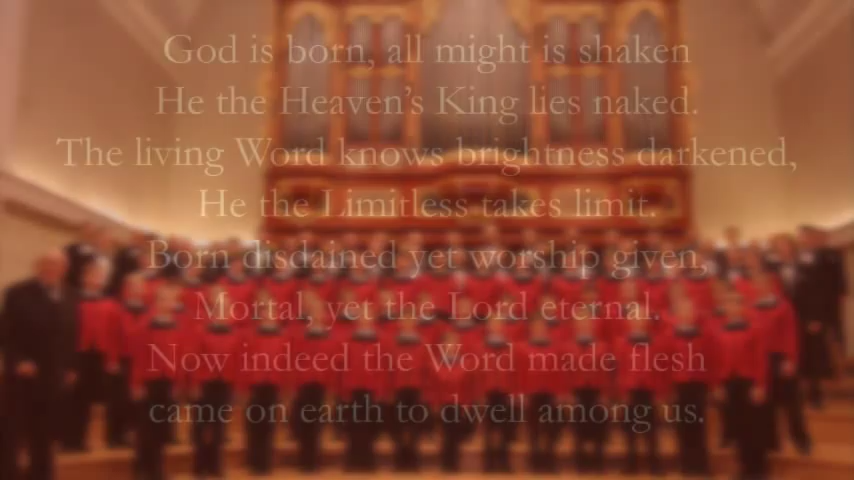 God is born, all might is shaken
He the Heaven's King lies naked.
The living Word knows brightness darkened,
He the Limitless takes limit.
Born disdained yet worship given,
Mortal, yet the Lord eternal.
Now indeed the Word made flesh
came on earth to dwell among us.